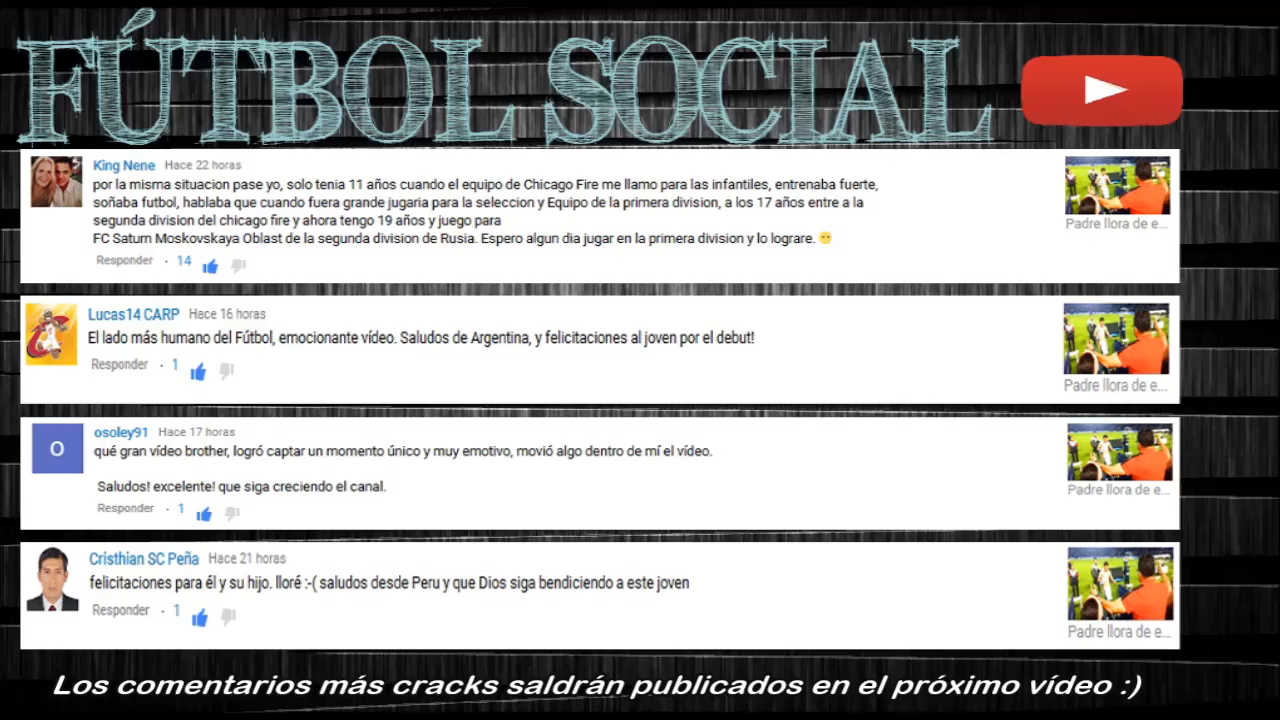 FÚTBOL SOCIAL
King Nene Hace 22 horas
por la misma situacion pase yo, solo tenia 11 años cuando el equipo de Chicago Fire me llamo para las infantiles, entrenaba fuerte,
soñaba futbol, hablaba que cuando fuera grande jugaria para la seleccion y Equipo de la primera division, a los 17 años entre a la
segunda division del chicago fire y ahora tengo 19 años y juego para
FC Saturn Moskovskaya Oblast de la segunda division de Rusia. Espero algun dia jugar en la primera division y lo lograre. 😁
Responder · 14
Padre llora de e...
Lucas14 CARP Hace 16 horas
El lado más humano del Fútbol, emocionante vídeo. Saludos de Argentina, y felicitaciones al joven por el debut!
Responder · 1
Padre llora de e...
O
osoley91 Hace 17 horas
qué gran vídeo brother, logró captar un momento único y muy emotivo, movió algo dentro de mí el vídeo.
Saludos! excelente! que siga creciendo el canal.
Responder · 1
Padre llora de e...
Cristhian SC Peña Hace 21 horas
felicitaciones para él y su hijo. lloré :-( saludos desde Peru y que Dios siga bendiciendo a este joven
Responder · 1
Padre llora de e...
Los comentarios más cracks saldrán publicados en el próximo vídeo :)